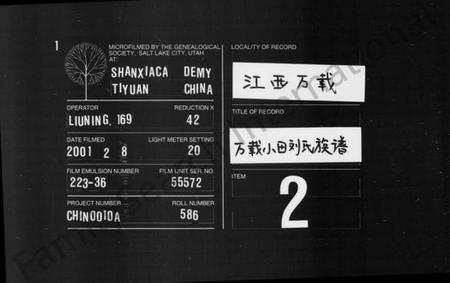 1
MICROFILMED BY THE GENEALOGICAL
SOCIETY, SALT LAKE CITY, UTAH
AT:
SHANXIACA DEMY
TIYUAN CHINA
OPERATOR REDUCTION X
LIUNING, 169 42
DATE FILMED LIGHT METER SETTING
2001 2 8 20
FILM EMULSION NUMBER FILM UNIT SER. NO.
223-36 55572
PROJECT NUMBER ROLL NUMBER
CHIN0010A 586
LOCALITY OF RECORD
江西万载
TITLE OF RECORD
万载小田刘氏族谱
ITEM
2
FamilySearch International